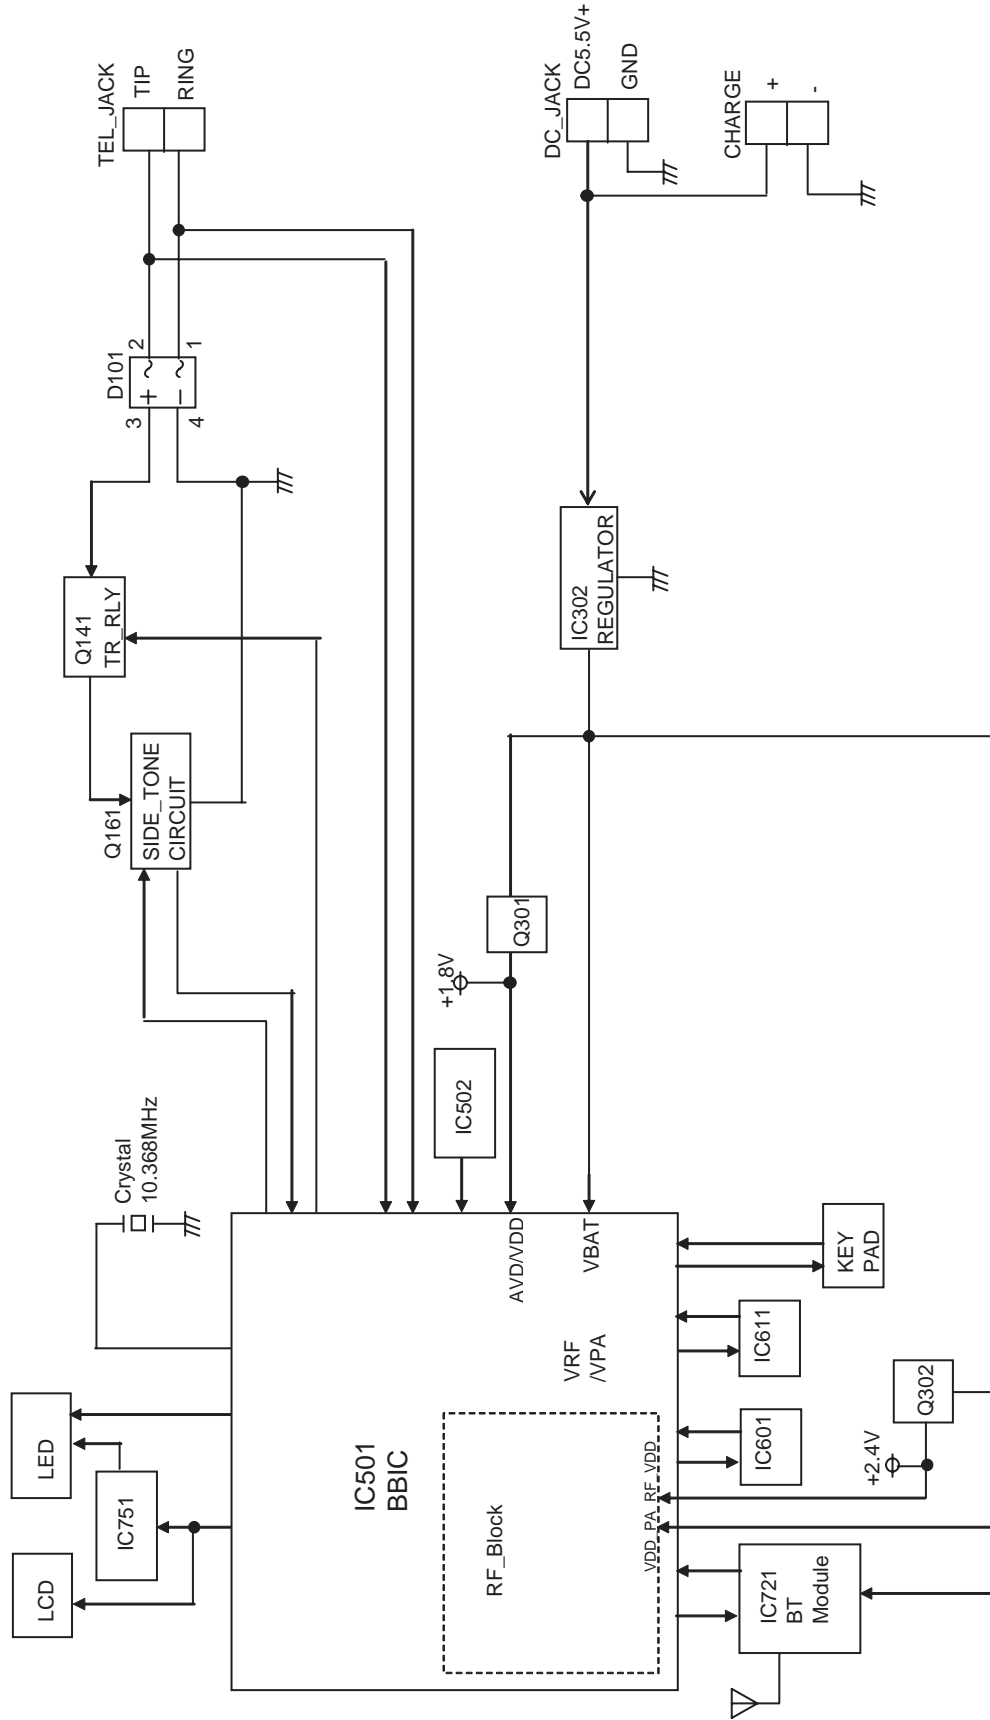 LCD
LED
IC751
Crystal
10.368MHz
Q161
SIDE_TONE
CIRCUIT
Q141
TR_RLY
D101
3
2
+
~
-
~
4
1
TEL_JACK
TIP
RING
IC501
BBIC
RF_Block
VRF
/VPA
AVD/VDD
VBAT
VDD_PA
RF_VDD
IC502
+1.8V
Q301
IC302
REGULATOR
DC_JACK
DC5.5V+
GND
CHARGE
+
-
IC721
BT
Module
IC601
IC611
KEY
PAD
+2.4V
Q302